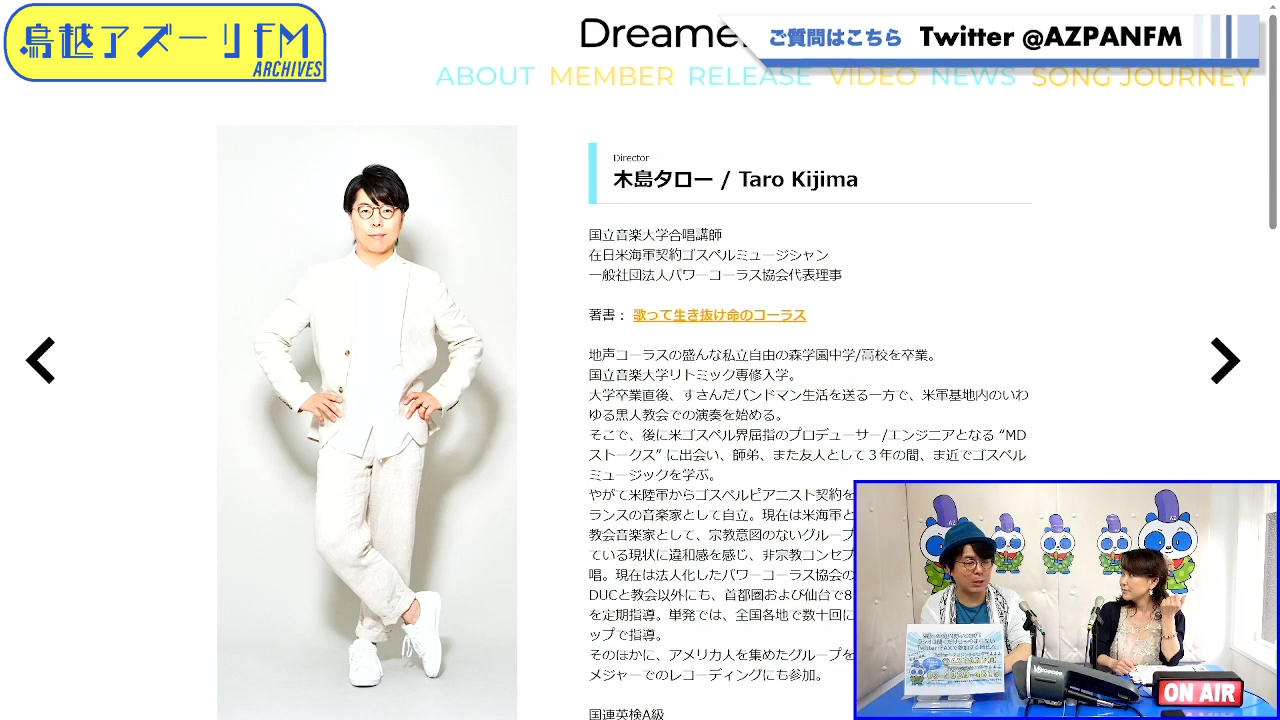 鳥越アズーリFM
ARCHIVES
ご質問はこちら Twitter @AZPANFM
ABOUT MEMBER RELEASE VIDEO NEWS SONG JOURNEY
Director
木島タロー / Taro Kijima
国立音楽大学合唱講師
在日米海軍契約ゴスペルミュージシャン
一般社団法人パワーコーラス協会代表理事
著書： 歌って生き抜け命のコーラス
地声コーラスの盛んな私立自由の森学園中学/高校を卒業。
国立音楽大学リトミック専修入学。
大学卒業直後、すさんだバンドマン生活を送る一方で、米軍基地内のいわ
ゆる黒人教会での演奏を始める。
そこで、後に米ゴスペル界屈指のプロデューサー/エンジニアとなる “MD
ストークス” に出会い、師弟、また友人として３年の間、ま近でゴスペル
ミュージックを学ぶ。
やがて米陸軍からゴスペルピアニスト契約を
ランスの音楽家として自立。現在は米海軍と
教会音楽家として、宗教意図のないグループ
ている現状に違和感を感じ、非宗教コンセプ
唱。現在は法人化したパワーコーラス協会の
DUCと教会以外にも、首都圏および仙台で8
を定期指導。単発では、全国各地で数十回に
ップで指導。
そのほかに、アメリカ人を集めたグループを
メジャーでのレコーディングにも参加。
国連英検A級
ON AIR